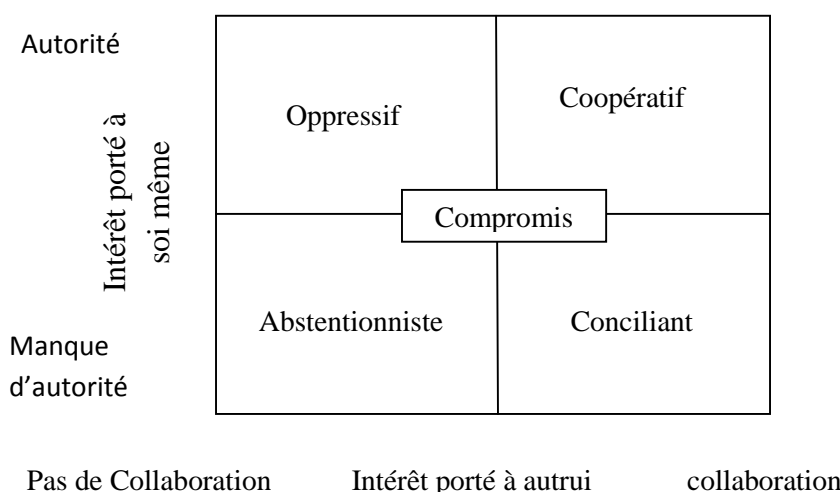 Autorité
Oppressif
Coopératif
Intérêt porté à
soi même
Compromis
Abstentionniste
Conciliant
Manque
d'autorité
Pas de Collaboration
Intérêt porté à autrui
collaboration